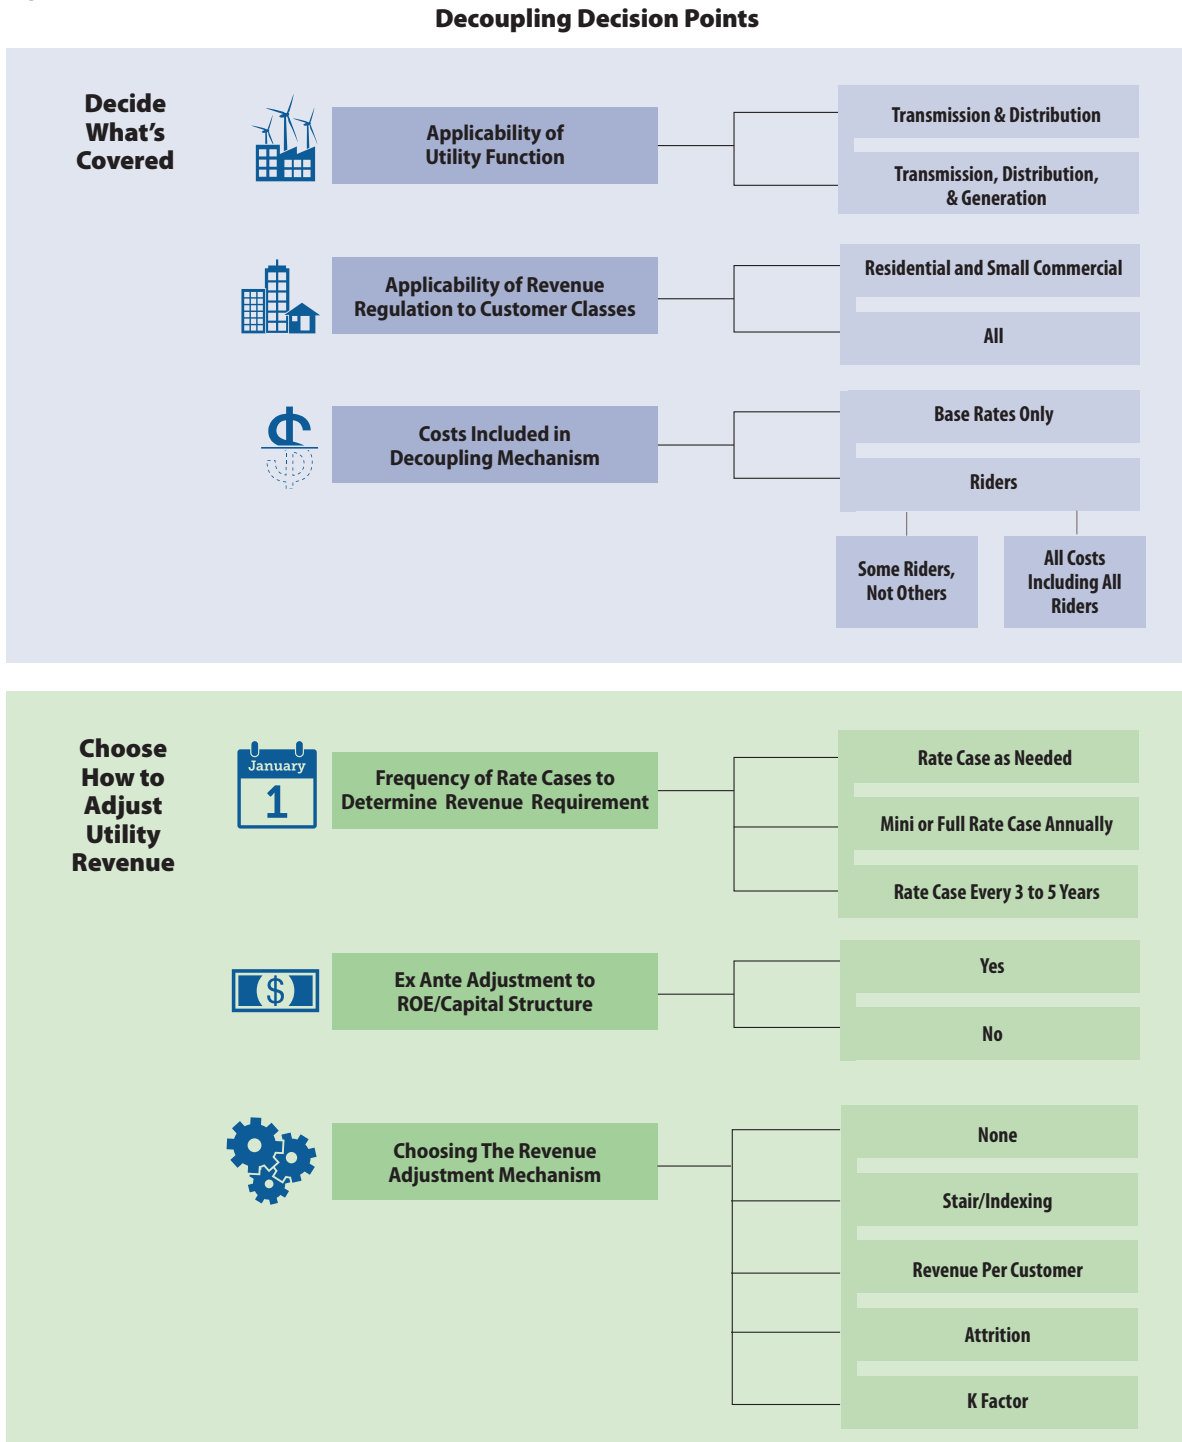 Decoupling Decision Points
Decide
What's
Covered
Applicability of
Utility Function
Transmission & Distribution
Transmission, Distribution,
& Generation
Applicability of Revenue
Regulation to Customer Classes
Residential and Small Commercial
All
Costs Included in
Decoupling Mechanism
Base Rates Only
Riders
Some Riders,
Not Others
All Costs
Including All
Riders
Choose
How to
Adjust
Utility
Revenue
January
1
Frequency of Rate Cases to
Determine Revenue Requirement
Rate Case as Needed
Mini or Full Rate Case Annually
Rate Case Every 3 to 5 Years
$
Ex Ante Adjustment to
ROE/Capital Structure
Yes
No
Choosing The Revenue
Adjustment Mechanism
None
Stair/Indexing
Revenue Per Customer
Attrition
K Factor